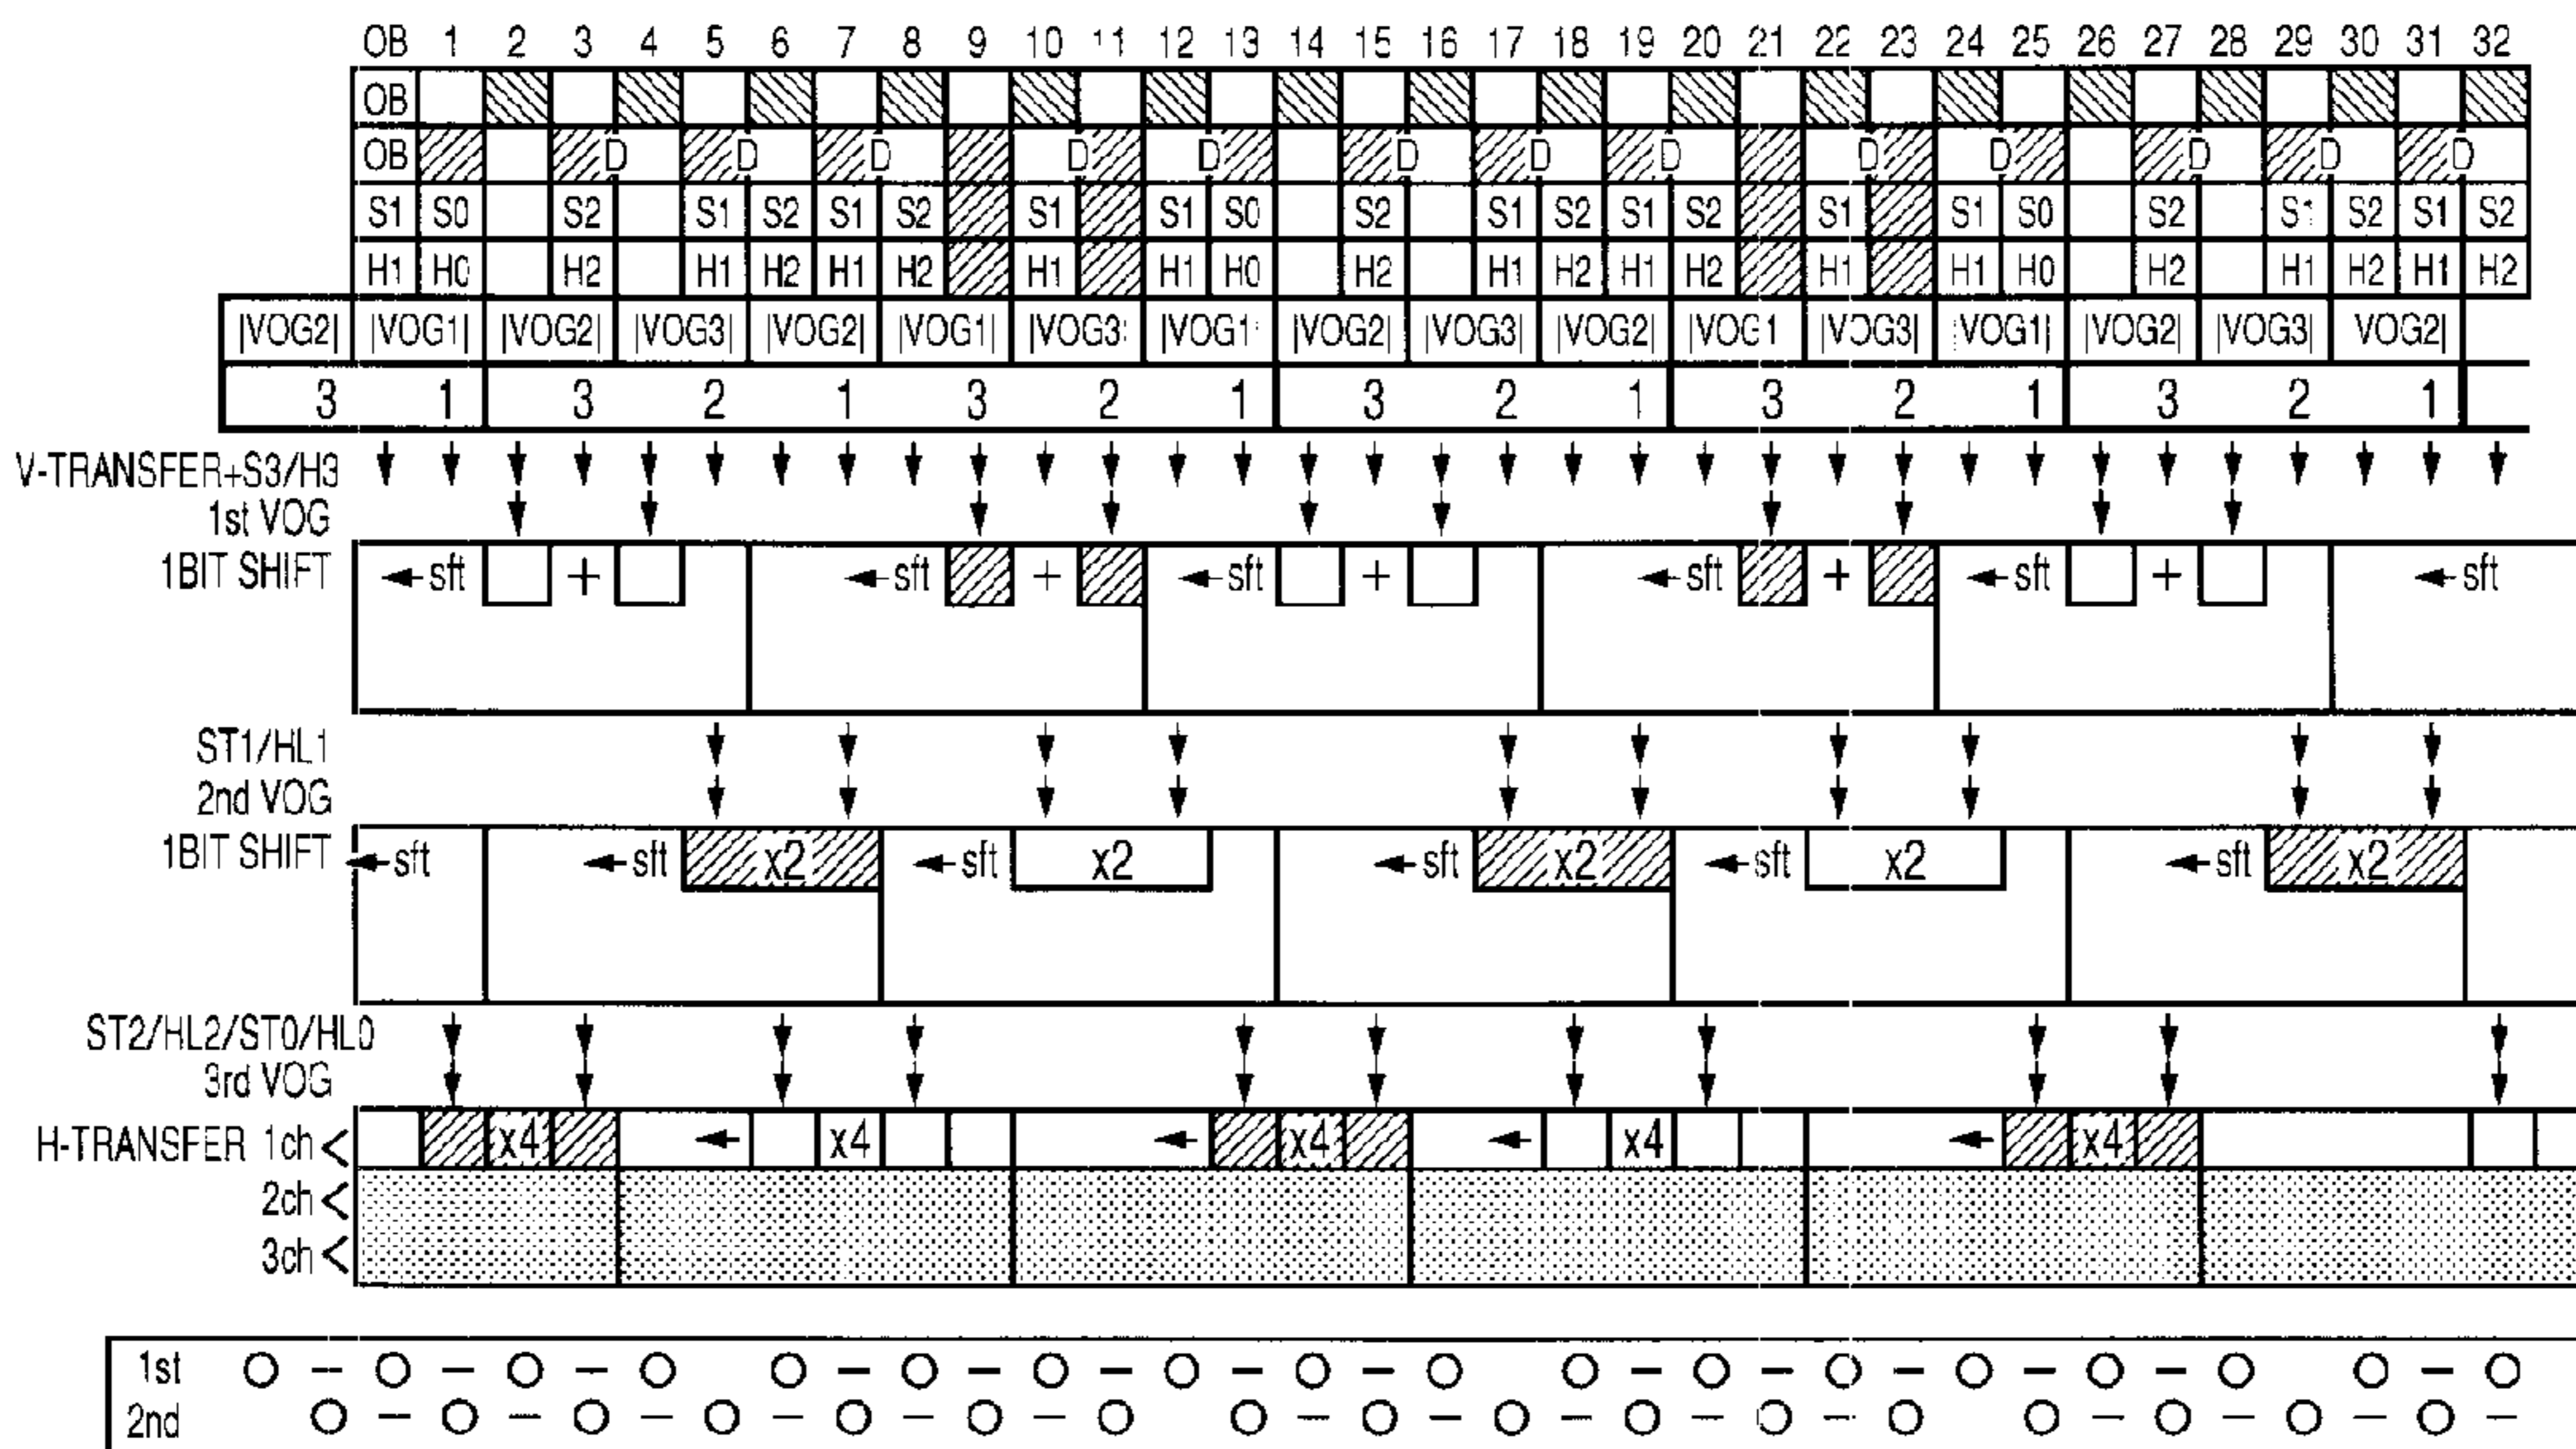 OB 1 2 3 4 5 6 7 8 9 10 11 12 13 14 15 16 17 18 19 20 21 22 23 24 25 26 27 28 29 30 31 32
OB
OB D D D D D D D D D D D D D
S1 S0 S2 S1 S2 S1 S2 S1 S1 S0 S2 S1 S2 S1 S2 S1 S1 S0 S2 S1 S2 S1 S2
H1 H0 H2 H1 H2 H1 H2 H1 H1 H0 H2 H1 H2 H1 H2 H1 H1 H0 H2 H1 H2 H1 H2
|VOG2| |VOG1| |VOG2| |VOG3| |VOG2| |VOG1| |VOG3| |VOG1| |VOG2| |VOG3| |VOG2| |VOG1 |VOG3| |VOG1| |VOG2| |VOG3| VOG2|
3 1 3 2 1 3 2 1 3 2 1 3 2 1 3 2 1
V-TRANSFER+S3/H3
1st VOG
1BIT SHIFT sft + sft + sft + sft + sft + sft
ST1/HL1
2nd VOG
1BIT SHIFT sft sft x2 sft x2 sft x2 sft x2 sft x2
ST2/HL2/ST0/HL0
3rd VOG
H-TRANSFER 1ch < x4 x4 x4 x4 x4
2ch <
3ch <
1st O - O - O - O O - O - O - O - O - O O - O - O - O - O - O O - O
2nd O - O - O - O - O - O - O O - O - O - O - O - O O - O - O - O -